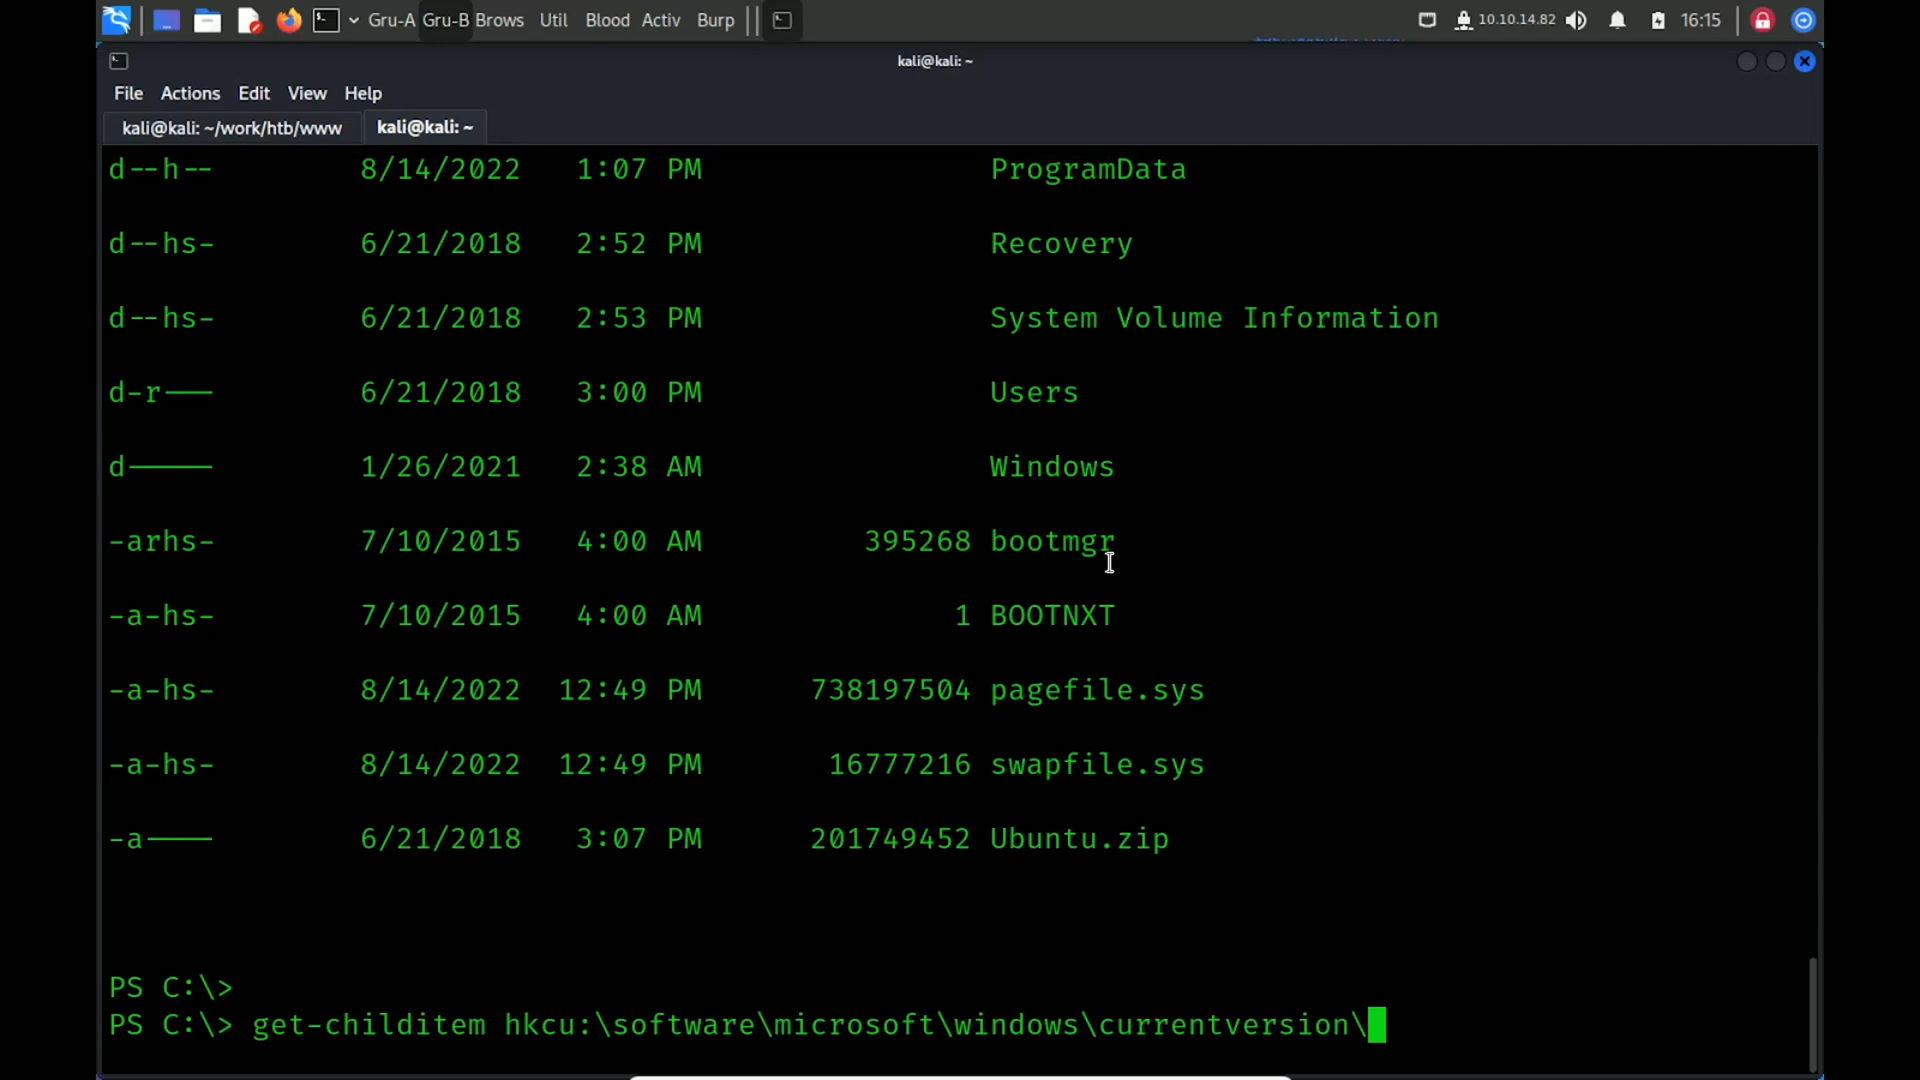 Gru-A Gru-B Brows Util Blood Activ Burp 10.10.14.82 16:15
kali@kali: ~
File Actions Edit View Help
kali@kali: ~/work/htb/www kali@kali: ~
d--h-- 8/14/2022 1:07 PM ProgramData
d--hs- 6/21/2018 2:52 PM Recovery
d--hs- 6/21/2018 2:53 PM System Volume Information
d-r--- 6/21/2018 3:00 PM Users
d----- 1/26/2021 2:38 AM Windows
-arhs- 7/10/2015 4:00 AM 395268 bootmgr
-a-hs- 7/10/2015 4:00 AM 1 BOOTNXT
-a-hs- 8/14/2022 12:49 PM 738197504 pagefile.sys
-a-hs- 8/14/2022 12:49 PM 16777216 swapfile.sys
-a---- 6/21/2018 3:07 PM 201749452 Ubuntu.zip
PS C:\>
PS C:\> get-childitem hkcu:\software\microsoft\windows\currentversion\